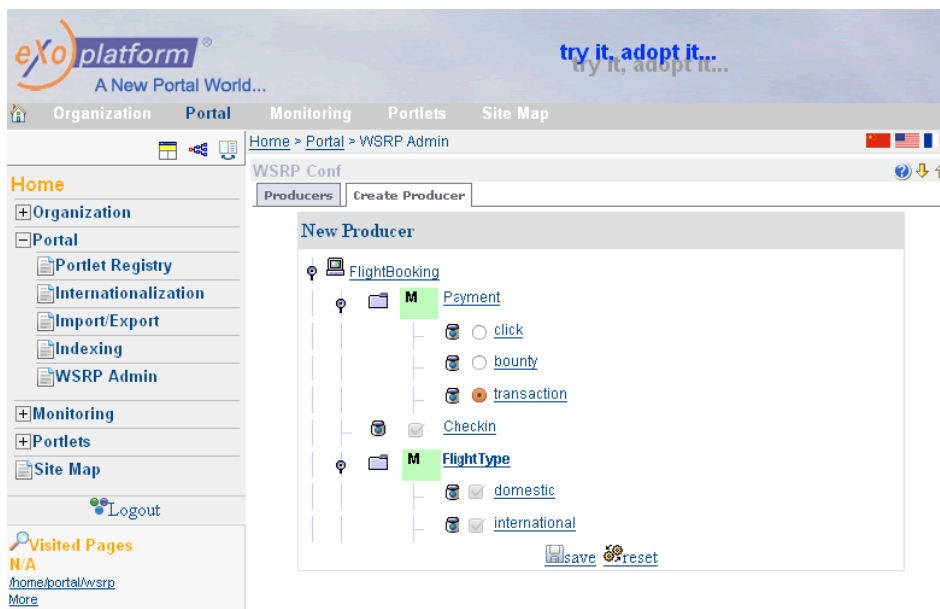 eXo platform ®
A New Portal World...
try it, adopt it...
try it, adopt it...
Organization Portal Monitoring Portlets Site Map
Home > Portal > WSRP Admin
WSRP Conf
Producers Create Producer
Home
Organization
Portal
Portlet Registry
Internationalization
Import/Export
Indexing
WSRP Admin
Monitoring
Portlets
Site Map
Logout
Visited Pages
N/A
/home/portal/wsrp
More
New Producer
FlightBooking
M Payment
click
bounty
transaction
Checkin
M FlightType
domestic
international
save reset